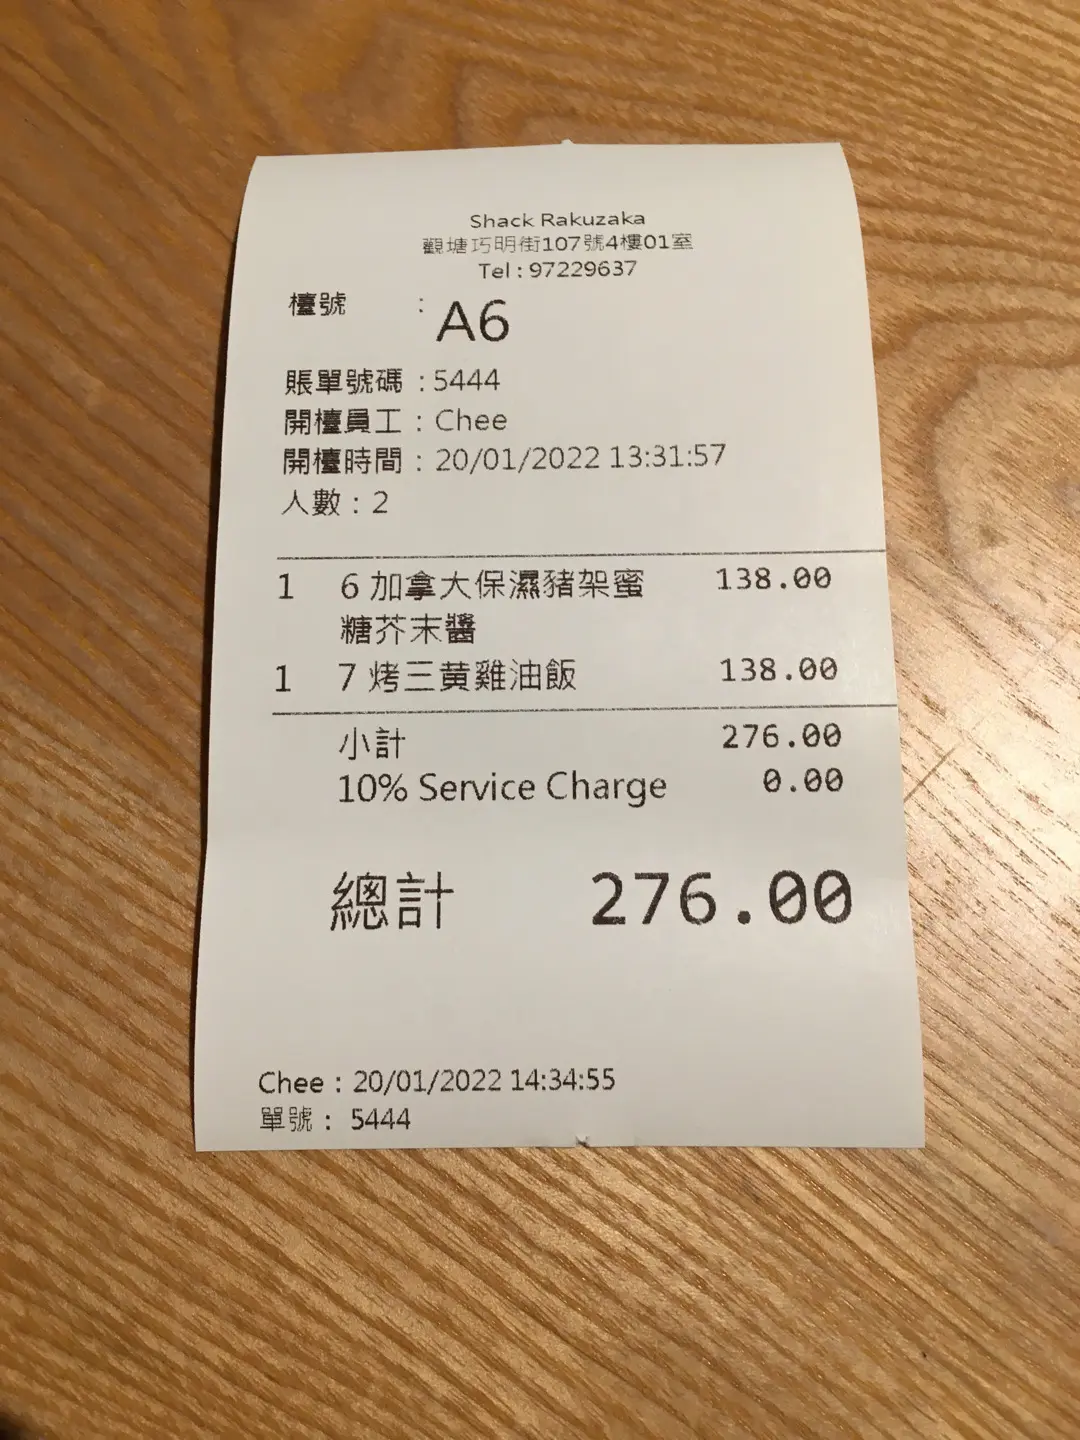 Shack Rakuzaka
觀塘巧明街107號4樓01室
Tel : 97229637
檯號 : A6
賬單號碼 : 5444
開檯員工 : Chee
開檯時間 : 20/01/2022 13:31:57
人數 : 2
1 6 加拿大保濕豬架蜜 138.00
糖芥末醬
1 7 烤三黄雞油飯 138.00
小計 276.00
10% Service Charge 0.00
總計 276.00
Chee : 20/01/2022 14:34:55
單號 : 5444